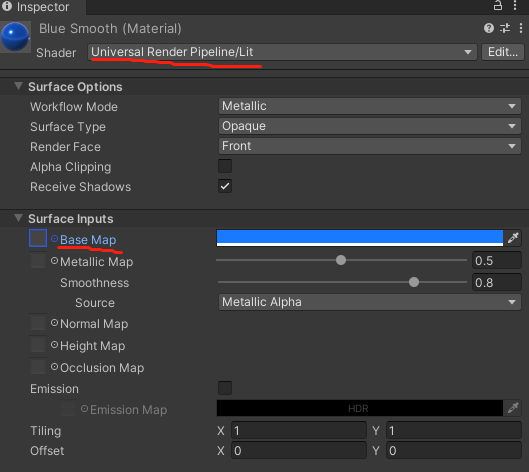 Inspector
Blue Smooth (Material)
Shader Universal Render Pipeline/Lit Edit...
Surface Options
Workflow Mode Metallic
Surface Type Opaque
Render Face Front
Alpha Clipping
Receive Shadows
Surface Inputs
Base Map
Metallic Map 0.5
Smoothness 0.8
Source Metallic Alpha
Normal Map
Height Map
Occlusion Map
Emission
Emission Map HDR
Tiling X 1 Y 1
Offset X 0 Y 0